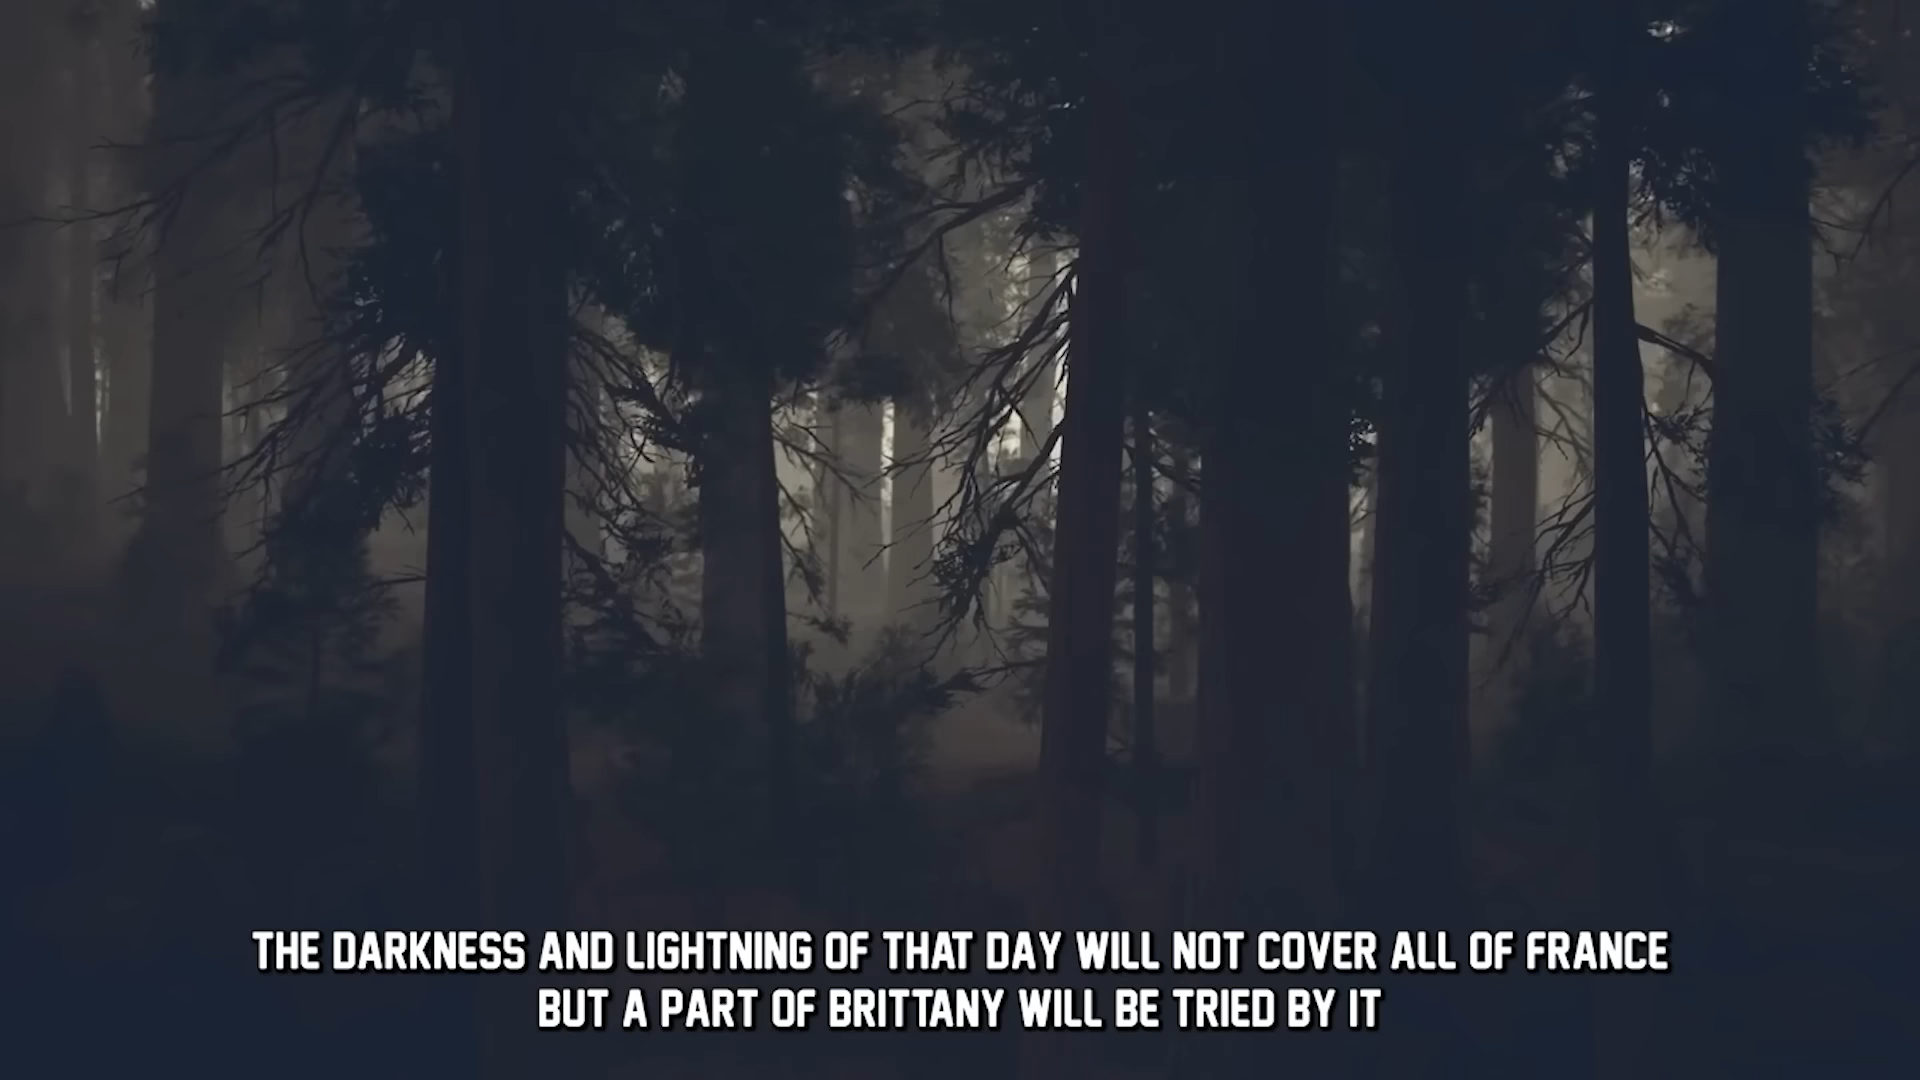 THE DARKNESS AND LIGHTNING OF THAT DAY WILL NOT COVER ALL OF FRANCE
BUT A PART OF BRITTANY WILL BE TRIED BY IT